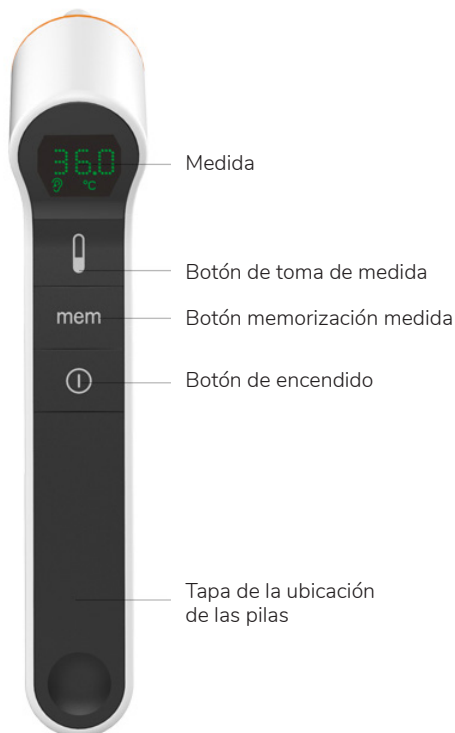 36.0
°C
Medida
Botón de toma de medida
mem
Botón memorización medida
Botón de encendido
Tapa de la ubicación
de las pilas